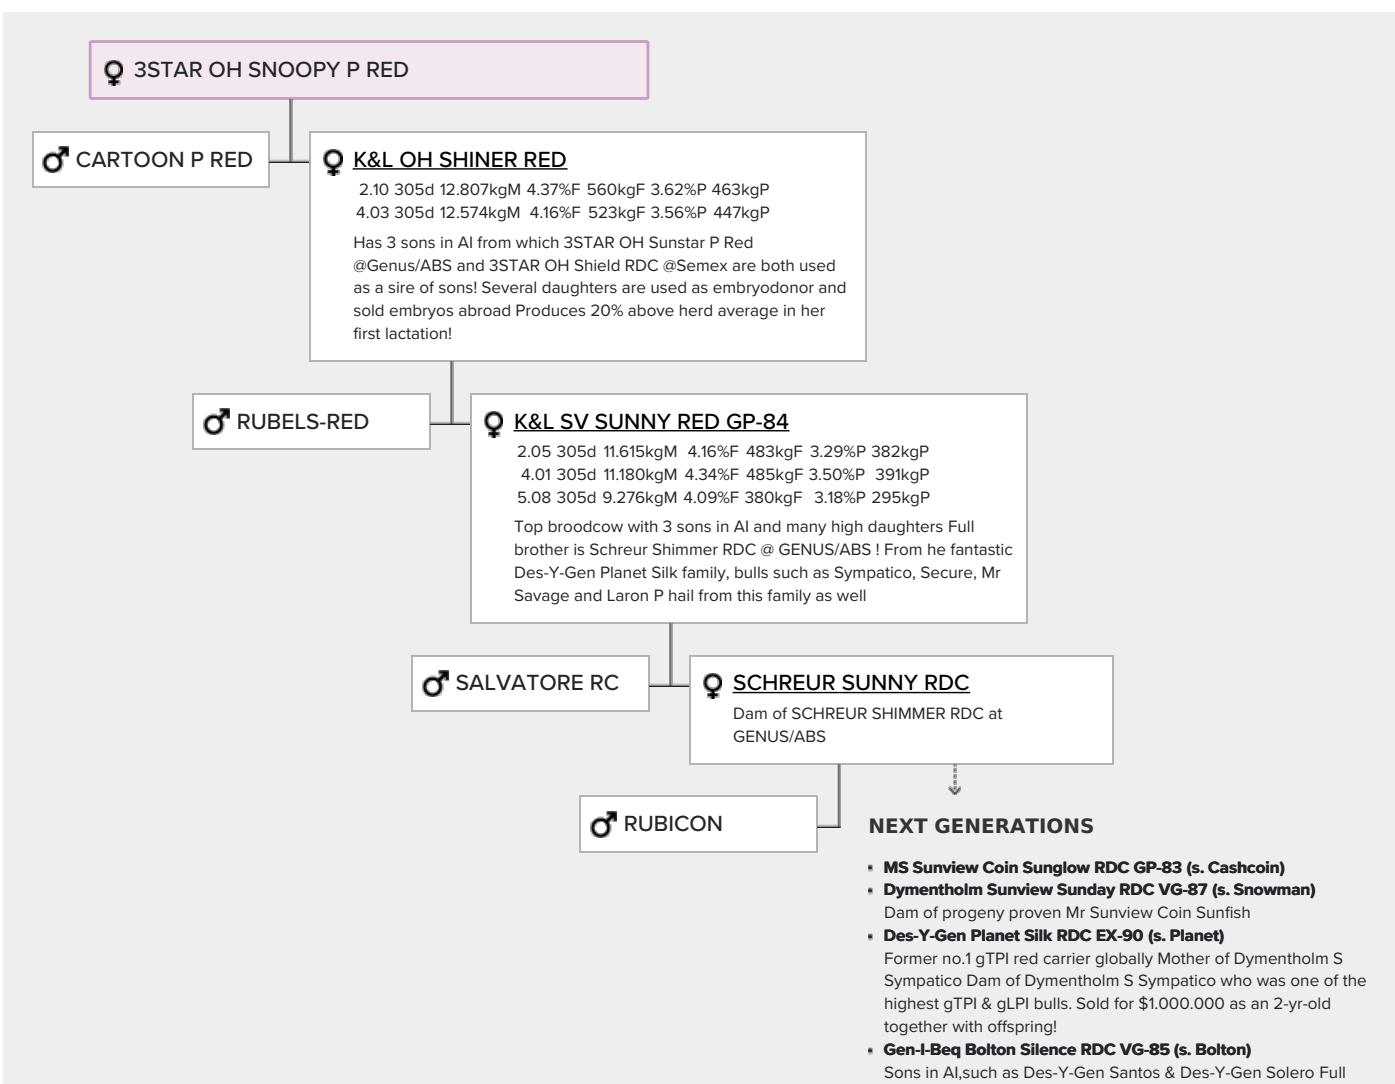 3STAR OH SNOOPY P RED
CARTOON P RED
K&L OH SHINER RED
2.10 305d 12.807kgM 4.37%F 560kgF 3.62%P 463kgP
4.03 305d 12.574kgM 4.16%F 523kgF 3.56%P 447kgP
Has 3 sons in AI from which 3STAR OH Sunstar P Red
@Genus/ABS and 3STAR OH Shield RDC @Semex are both used
as a sire of sons! Several daughters are used as embryodonor and
sold embryos abroad Produces 20% above herd average in her
first lactation!
RUBELS-RED
K&L SV SUNNY RED GP-84
2.05 305d 11.615kgM 4.16%F 483kgF 3.29%P 382kgP
4.01 305d 11.180kgM 4.34%F 485kgF 3.50%P 391kgP
5.08 305d 9.276kgM 4.09%F 380kgF 3.18%P 295kgP
Top broodcow with 3 sons in AI and many high daughters Full
brother is Schreur Shimmer RDC @ GENUS/ABS ! From he fantastic
Des-Y-Gen Planet Silk family, bulls such as Sympatico, Secure, Mr
Savage and Laron P hail from this family as well
SALVATORE RC
SCHREUR SUNNY RDC
Dam of SCHREUR SHIMMER RDC at
GENUS/ABS
RUBICON
NEXT GENERATIONS
MS Sunview Coin Sunglow RDC GP-83 (s. Cashcoin)
Dymentholm Sunview Sunday RDC VG-87 (s. Snowman)
Dam of progeny proven Mr Sunview Coin Sunfish
Des-Y-Gen Planet Silk RDC EX-90 (s. Planet)
Former no.1 gTPI red carrier globally Mother of Dymentholm S
Sympatico Dam of Dymentholm S Sympatico who was one of the
highest gTPI & gLPI bulls. Sold for $1.000.000 as an 2-yr-old
together with offspring!
Gen-I-Beq Bolton Silence RDC VG-85 (s. Bolton)
Sons in AI,such as Des-Y-Gen Santos & Des-Y-Gen Solero Full